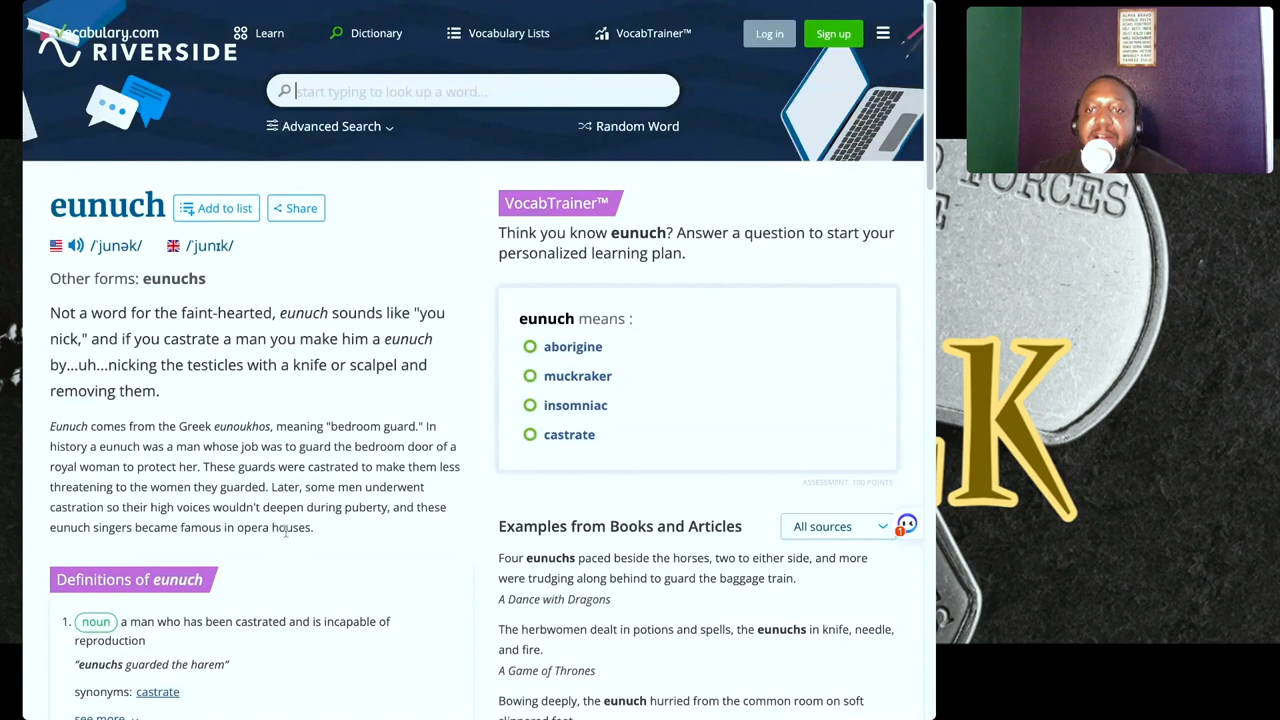 Vocabulary.com
RIVERSIDE
Learn
Dictionary
Vocabulary Lists
VocabTrainer™
Log in
Sign up
start typing to look up a word...
Advanced Search
Random Word
eunuch
Add to list
Share
/ˈjunək/
/ˈjunɪk/
Other forms: eunuchs
Not a word for the faint-hearted, eunuch sounds like "you
nick," and if you castrate a man you make him a eunuch
by...uh...nicking the testicles with a knife or scalpel and
removing them.
Eunuch comes from the Greek eunoukhos, meaning "bedroom guard." In
history a eunuch was a man whose job was to guard the bedroom door of a
royal woman to protect her. These guards were castrated to make them less
threatening to the women they guarded. Later, some men underwent
castration so their high voices wouldn't deepen during puberty, and these
eunuch singers became famous in opera houses.
Definitions of eunuch
1. noun a man who has been castrated and is incapable of
reproduction
“eunuchs guarded the harem”
synonyms: castrate
see more
VocabTrainer™
Think you know eunuch? Answer a question to start your
personalized learning plan.
eunuch means :
aborigine
muckraker
insomniac
castrate
ASSESSMENT: 100 POINTS
Examples from Books and Articles
All sources
1
Four eunuchs paced beside the horses, two to either side, and more
were trudging along behind to guard the baggage train.
A Dance with Dragons
The herbwomen dealt in potions and spells, the eunuchs in knife, needle,
and fire.
A Game of Thrones
Bowing deeply, the eunuch hurried from the common room on soft
slippered feet.
FORCES
K